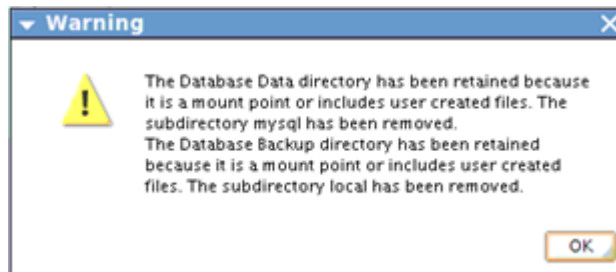 Warning
The Database Data directory has been retained because
it is a mount point or includes user created files. The
subdirectory mysql has been removed.
The Database Backup directory has been retained
because it is a mount point or includes user created
files. The subdirectory local has been removed.
OK